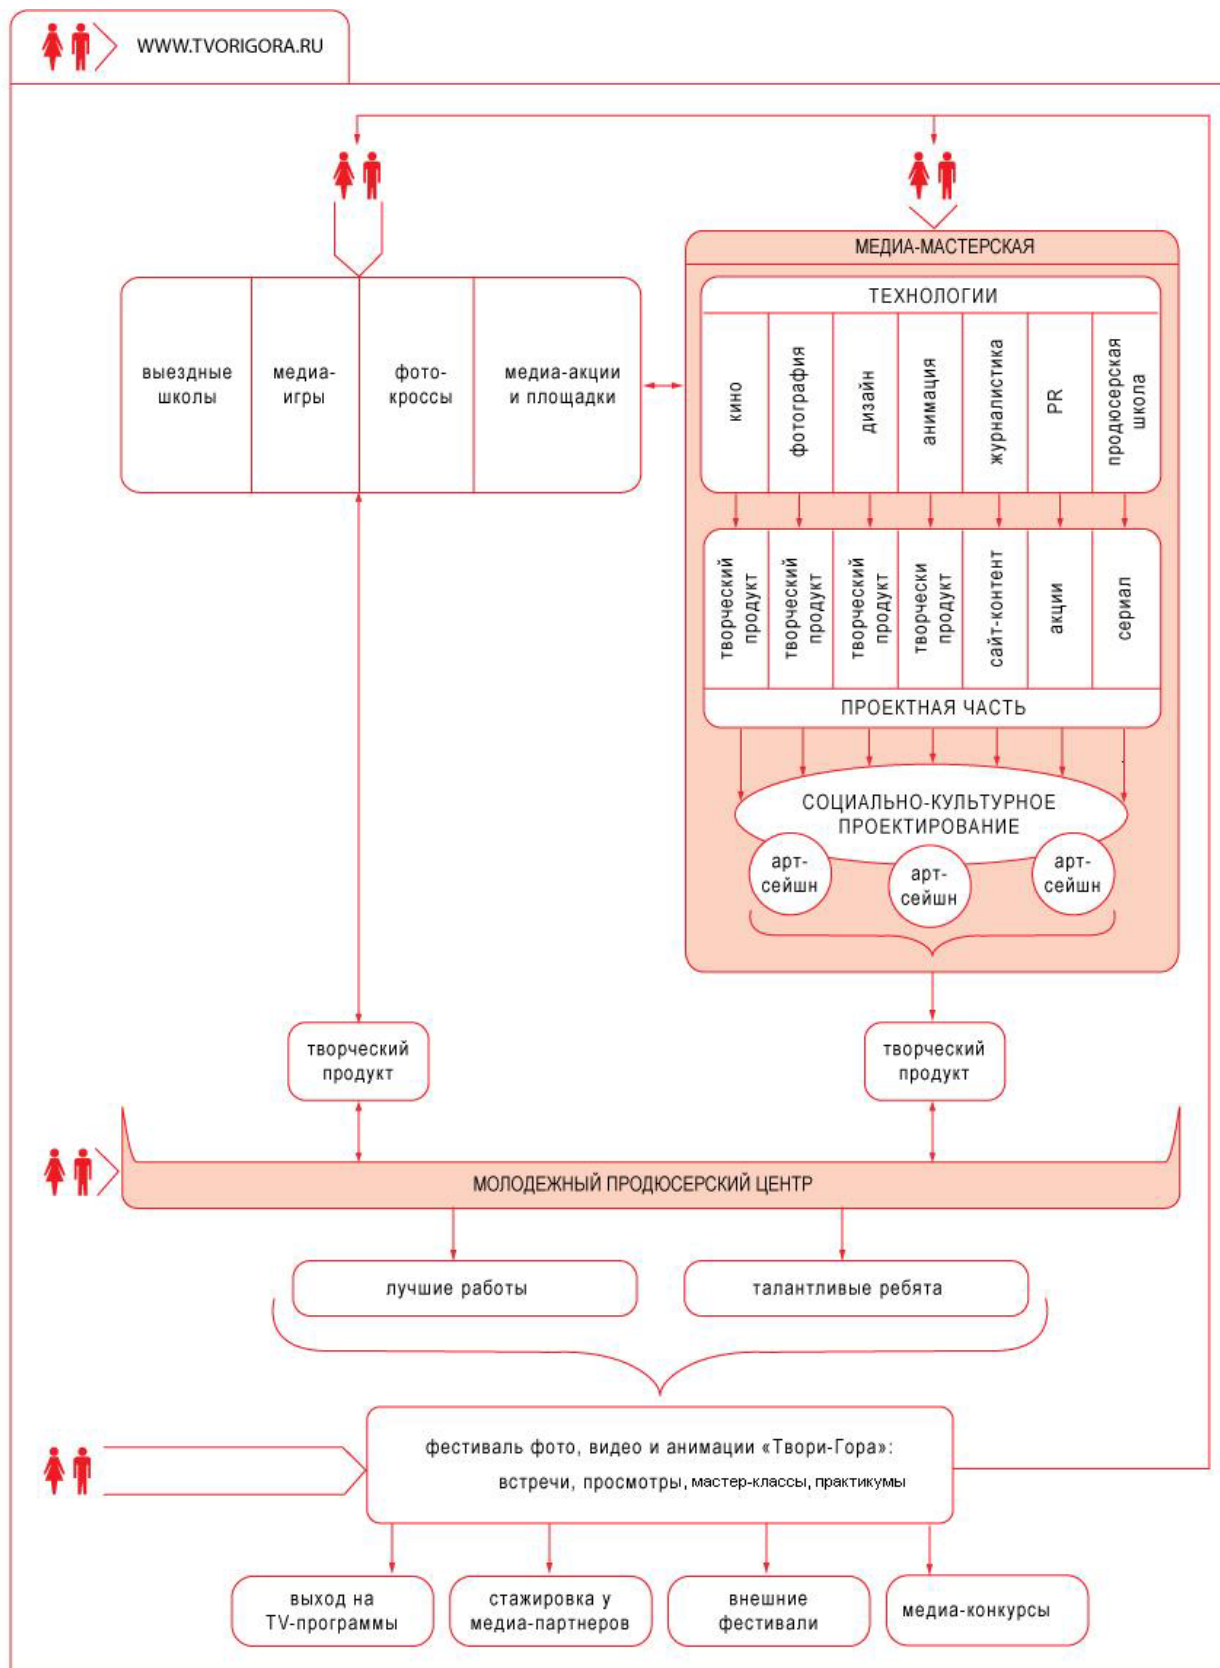 WWW.TVORIGORA.RU
МЕДИА-МАСТЕРСКАЯ
ТЕХНОЛОГИИ
выездные
школы
медиа-
игры
фото-
кроссы
медиа-акции
и площадки
кино
фотография
дизайн
анимация
журналистика
PR
продюсерская
школа
творческий
продукт
творческий
продукт
творческий
продукт
творчески
продукт
сайт-контент
акции
сериал
ПРОЕКТНАЯ ЧАСТЬ
СОЦИАЛЬНО-КУЛЬТУРНОЕ
ПРОЕКТИРОВАНИЕ
арт-
сейшн
арт-
сейшн
арт-
сейшн
творческий
продукт
творческий
продукт
МОЛОДЕЖНЫЙ ПРОДЮСЕРСКИЙ ЦЕНТР
лучшие работы
талантливые ребята
фестиваль фото, видео и анимации «Твори-Гора»:
встречи, просмотры, мастер-классы, практикумы
выход на
TV-программы
стажировка у
медиа-партнеров
внешние
фестивали
медиа-конкурсы